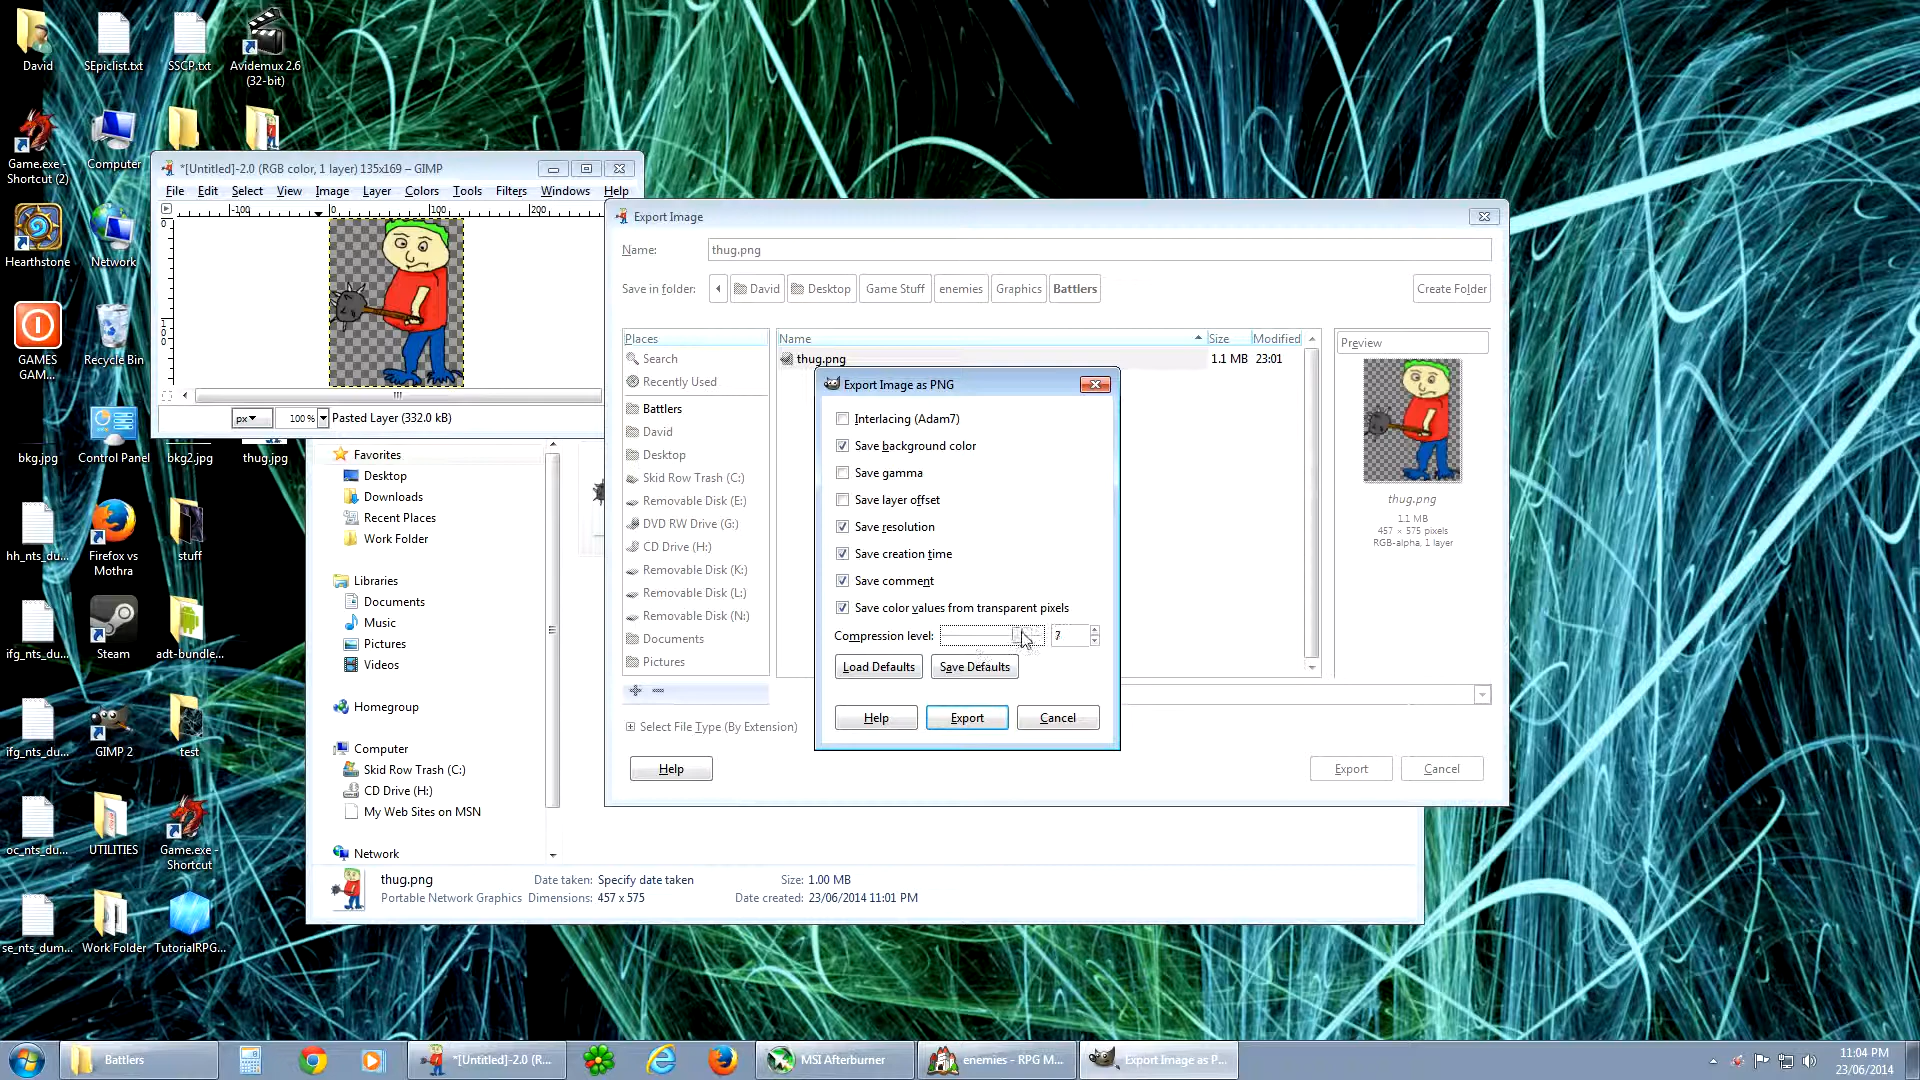 David
SEpiclist.txt
SSCP.txt
Avidemux 2.6
(32-bit)
Game.exe -
Shortcut (2)
Computer
Hearthstone
Network
GAMES
GAM...
Recycle Bin
bkg.jpg
Control Panel
bkg2.jpg
thug.jpg
hh_nts_du...
Firefox vs
Mothra
stuff
ifg_nts_du...
Steam
adt-bundle...
ifg_nts_du...
GIMP 2
test
oc_nts_du...
UTILITIES
Game.exe -
Shortcut
se_nts_dum...
Work Folder
TutorialRPG...
*[Untitled]-2.0 (RGB color, 1 layer) 135x169 – GIMP
File Edit Select View Image Layer Colors Tools Filters Windows Help
-100 0 100 200
0
100
px 100 % Pasted Layer (332.0 kB)
Favorites
Desktop
Downloads
Recent Places
Work Folder
Libraries
Documents
Music
Pictures
Videos
Homegroup
Computer
Skid Row Trash (C:)
CD Drive (H:)
My Web Sites on MSN
Network
thug.png Date taken: Specify date taken Size: 1.00 MB
Portable Network Graphics Dimensions: 457 x 575 Date created: 23/06/2014 11:01 PM
Export Image
Name: thug.png
Save in folder: David Desktop Game Stuff enemies Graphics Battlers Create Folder
Places
Search
Recently Used
Battlers
David
Desktop
Skid Row Trash (C:)
Removable Disk (E:)
DVD RW Drive (G:)
CD Drive (H:)
Removable Disk (K:)
Removable Disk (L:)
Removable Disk (N:)
Documents
Pictures
Name Size Modified
thug.png 1.1 MB 23:01
Preview
thug.png
1.1 MB
457 × 575 pixels
RGB-alpha, 1 layer
Select File Type (By Extension)
Help Export Cancel
Export Image as PNG
Interlacing (Adam7)
Save background color
Save gamma
Save layer offset
Save resolution
Save creation time
Save comment
Save color values from transparent pixels
Compression level: 7
Load Defaults Save Defaults
Help Export Cancel
Battlers
*[Untitled]-2.0 (R...
MSI Afterburner
enemies - RPG M...
Export Image as P...
11:04 PM
23/06/2014